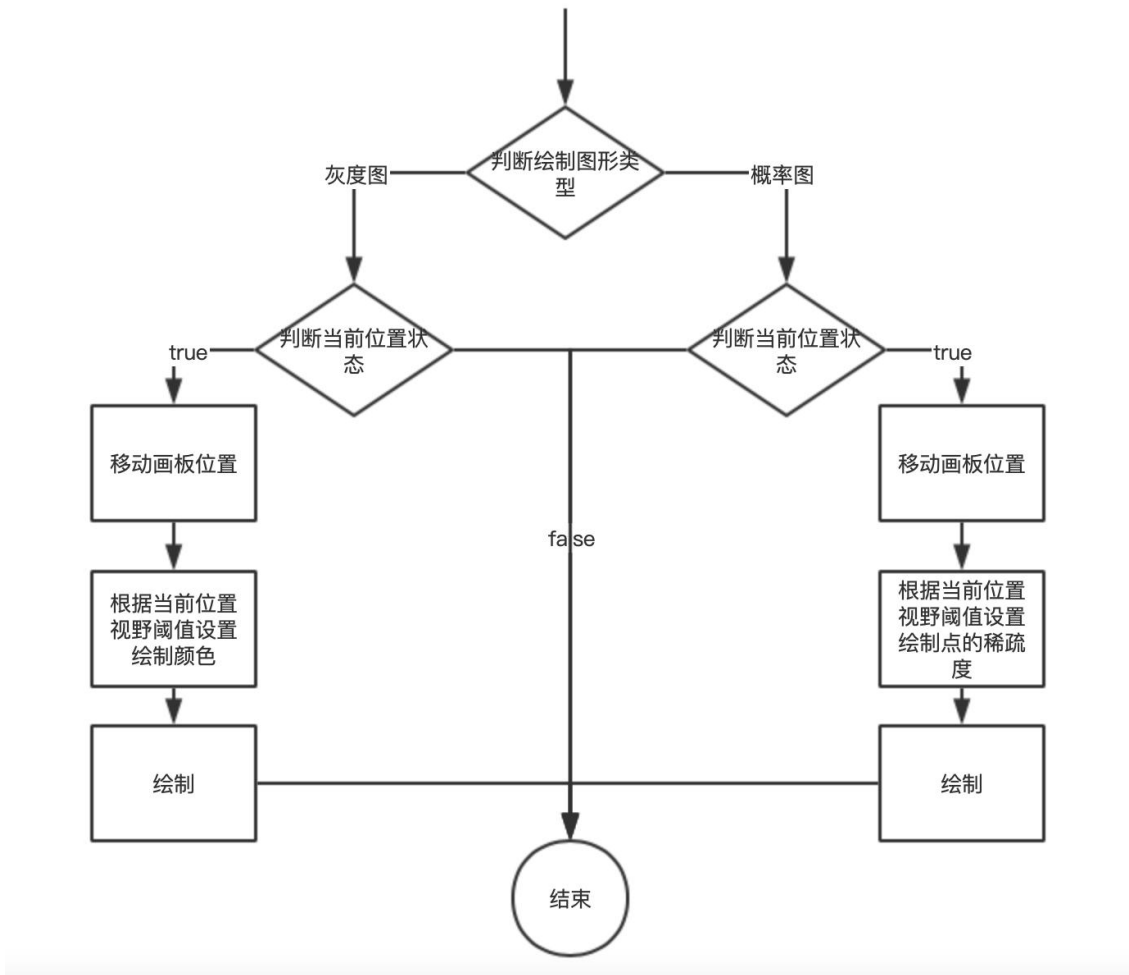 判断绘制图形类
型
灰度图
概率图
判断当前位置状
态
判断当前位置状
态
true
true
移动画板位置
移动画板位置
false
根据当前位置
视野阈值设置
绘制颜色
根据当前位置
视野阈值设置
绘制点的稀疏
度
绘制
绘制
结束